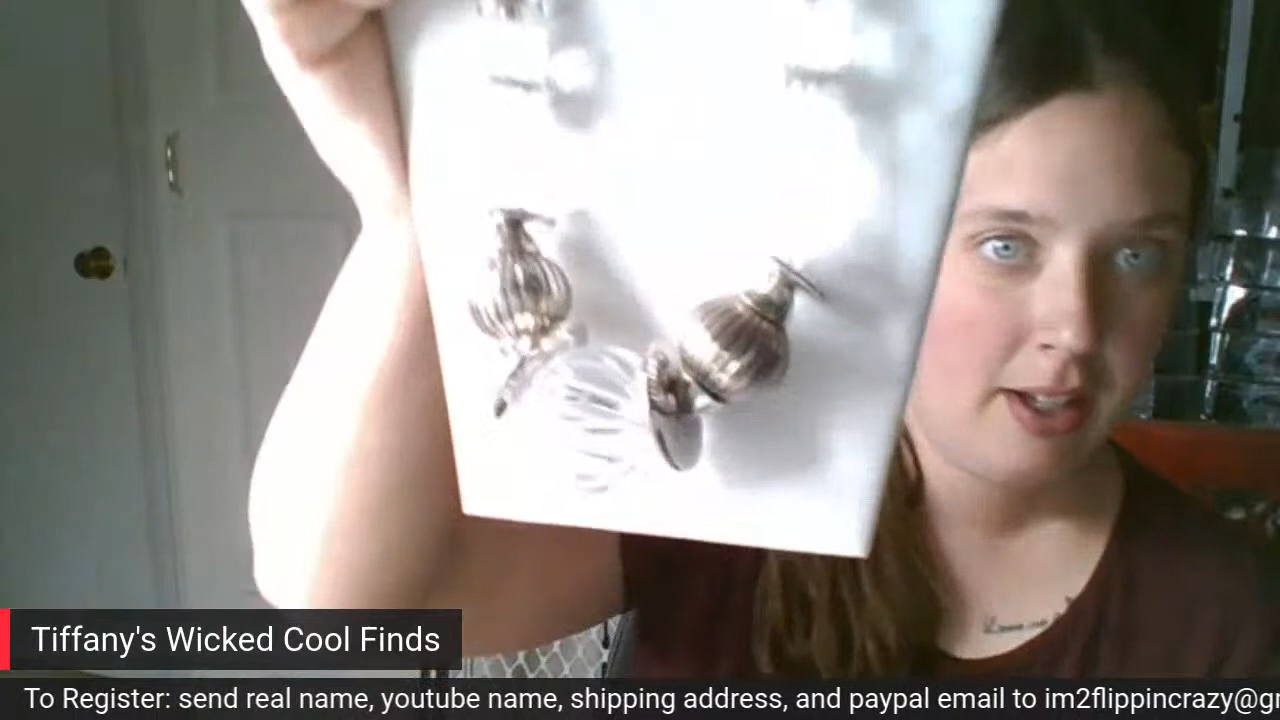 Tiffany's Wicked Cool Finds
To Register: send real name, youtube name, shipping address, and paypal email to im2flippincrazy@gr